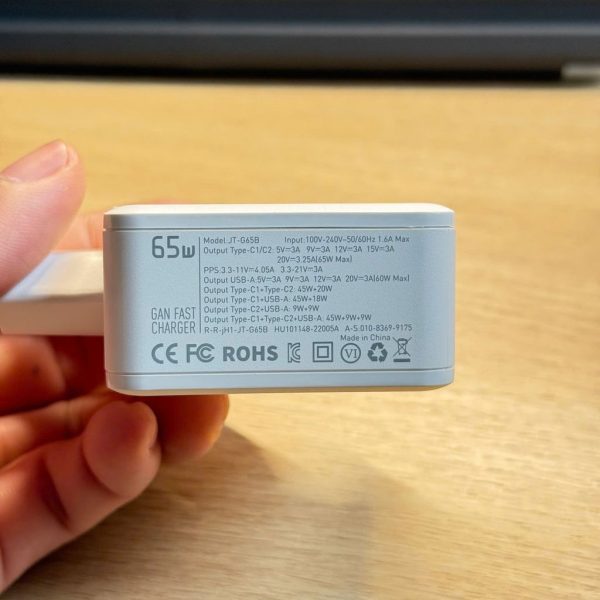 65W
Model:JT-G65B Input:100V-240V~50/60Hz 1.6A Max
Output Type-C1/C2: 5V⎓3A 9V⎓3A 12V⎓3A 15V⎓3A
20V⎓3.25A(65W Max)
PPS:3.3-11V⎓4.05A 3.3-21V⎓3A
Output USB-A:5V⎓3A 9V⎓3A 12V⎓3A 20V⎓3A(60W Max)
Output Type-C1+Type-C2: 45W+20W
Output Type-C1+USB-A: 45W+18W
Output Type-C2+USB-A: 9W+9W
Output Type-C1+Type-C2+USB-A: 45W+9W+9W
GAN FAST
CHARGER
R-R-jH1-JT-G65B HU101148-22005A A-5.010-8369-9175
Made in China
CE FC ROHS VI